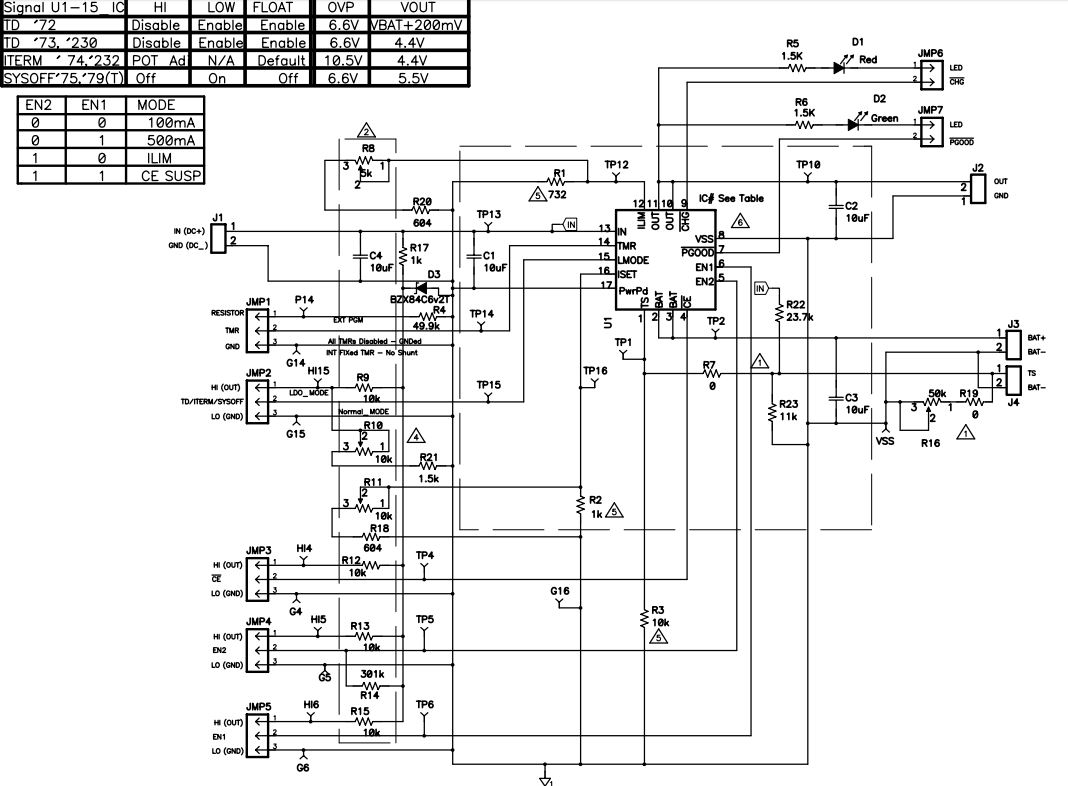 Signal U1-15_IC HI LOW FLOAT OVP VOUT
TD ´72 Disable Enable Enable 6.6V VBAT+200mV
TD ´73, ´230 Disable Enable Enable 6.6V 4.4V
ITERM ´ 74,´232 POT Ad N/A Default 10.5V 4.4V
SYSOFF´75,´79(T) Off On Off 6.6V 5.5V
EN2 EN1 MODE
0 0 100mA
0 1 500mA
1 0 ILIM
1 1 CE SUSP
R5
1.5K
D1
Red
JMP6
1 LED
2 CHG
R6
1.5K
D2
Green
JMP7
1 LED
2 PGOOD
2
R8
3 1
5k
2
R20
604
R1
5 732
TP12
TP10
J2
2 OUT
1 GND
C2
10uF
IC# See Table
6
12 11 10 9
ILIM OUT OUT CHG
13 IN
14 TMR
15 LMODE
16 ISET
17 PwrPd
VSS 8
PGOOD 7
EN1 6
EN2 5
TS BAT BAT CE
1 2 3 4
U1
J1
IN (DC+) 1
GND (DC_) 2
TP13
IN
C4
10uF
R17
1k
C1
10uF
D3
BZX84C6v2T
R4
49.9k
TP14
JMP1
RESISTOR 1
TMR 2
GND 3
P14
EXT PGM
All TMRs Disabled - GNDed
INT FIXed TMR - No Shunt
G14
JMP2
HI (OUT) 1
TD/ITERM/SYSOFF 2
LO (GND) 3
HI15
LDO_MODE
R9
10k
TP15
Normal_MODE
G15
R10
2
3 1
10k
4
R21
1.5k
R11
2
3 1
10k
R18
604
IN
R22
23.7k
TP2
TP1
TP16
R7
0
1
R23
11k
C3
10uF
J3
1 BAT+
2 BAT-
1 TS
2 BAT-
J4
VSS
50k
3 1
2
R16
R19
0
1
R2
1k
5
JMP3
HI (OUT) 1
CE 2
LO (GND) 3
HI4
R12
10k
TP4
G4
G16
R3
10k
5
JMP4
HI (OUT) 1
EN2 2
LO (GND) 3
HI5
R13
10k
TP5
G5
301k
R14
JMP5
HI (OUT) 1
EN1 2
LO (GND) 3
HI6
R15
10k
TP6
G6
1